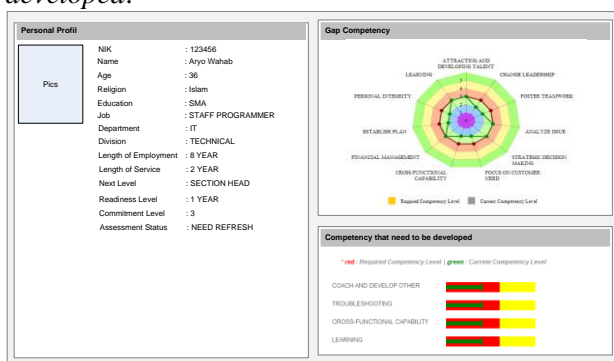 developed.
Personal Profil
Pics
NIK : 123456
Name : Aryo Wahab
Age : 36
Religion : Islam
Education : SMA
Job : STAFF PROGRAMMER
Department : IT
Division : TECHNICAL
Length of Employment : 8 YEAR
Length of Service : 2 YEAR
Next Level : SECTION HEAD
Readiness Level : 1 YEAR
Commitment Level : 3
Assessment Status : NEED REFRESH
Gap Competency
ATTRACTING AND
DEVELOPING TALENT
LEARNING
CHANGE LEADERSHIP
PERSONAL INTEGRITY
FOSTER TEAMWORK
ESTABLISH PLAN
ANALYZE ISSUE
FINANCIAL MANAGEMENT
STRATEGIC DECISION
MAKING
CROSS-FUNCTIONAL
CAPABILITY
FOCUS ON CUSTOMER
NEED
Required Competency Level
Current Competency Level
Competency that need to be developed
* red : Required Competency Level | green : Current Competency Level
COACH AND DEVELOP OTHER :
TROUBLESHOOTING :
CROSS-FUNCTIONAL CAPABILITY :
LEARNING :